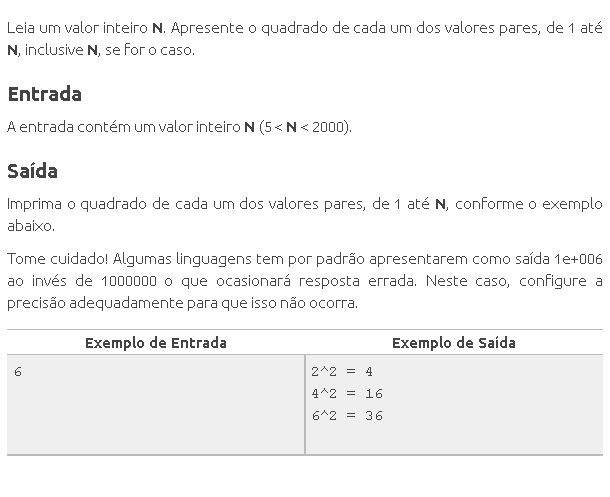 Leia um valor inteiro N. Apresente o quadrado de cada um dos valores pares, de 1 até
N, inclusive N, se for o caso.
Entrada
A entrada contém um valor inteiro N (5 < N < 2000).
Saída
Imprima o quadrado de cada um dos valores pares, de 1 até N, conforme o exemplo
abaixo.
Tome cuidado! Algumas linguagens tem por padrão apresentarem como saída 1e+006
ao invés de 1000000 o que ocasionará resposta errada. Neste caso, configure a
precisão adequadamente para que isso não ocorra.
Exemplo de Entrada Exemplo de Saída
6 2^2 = 4
4^2 = 16
6^2 = 36